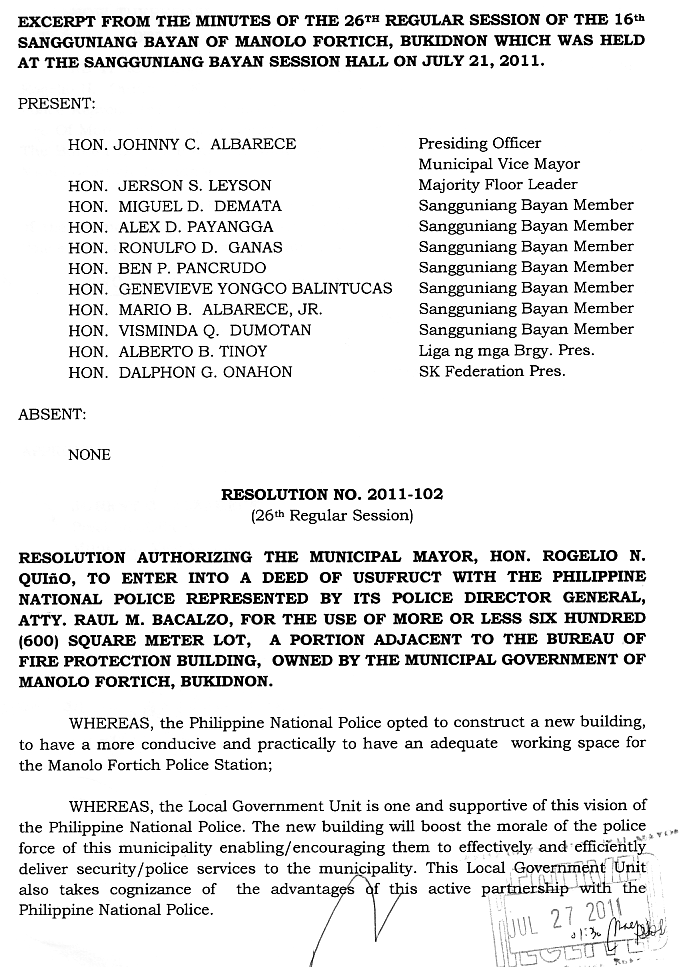 EXCERPT FROM THE MINUTES OF THE 26TH REGULAR SESSION OF THE 16th
SANGGUNIANG BAYAN OF MANOLO FORTICH, BUKIDNON WHICH WAS HELD
AT THE SANGGUNIANG BAYAN SESSION HALL ON JULY 21, 2011.
PRESENT:
HON. JOHNNY C. ALBARECE Presiding Officer
Municipal Vice Mayor
HON. JERSON S. LEYSON Majority Floor Leader
HON. MIGUEL D. DEMATA Sangguniang Bayan Member
HON. ALEX D. PAYANGGA Sangguniang Bayan Member
HON. RONULFO D. GANAS Sangguniang Bayan Member
HON. BEN P. PANCRUDO Sangguniang Bayan Member
HON. GENEVIEVE YONGCO BALINTUCAS Sangguniang Bayan Member
HON. MARIO B. ALBARECE, JR. Sangguniang Bayan Member
HON. VISMINDA Q. DUMOTAN Sangguniang Bayan Member
HON. ALBERTO B. TINOY Liga ng mga Brgy. Pres.
HON. DALPHON G. ONAHON SK Federation Pres.
ABSENT:
NONE
RESOLUTION NO. 2011-102
(26th Regular Session)
RESOLUTION AUTHORIZING THE MUNICIPAL MAYOR, HON. ROGELIO N.
QUIñO, TO ENTER INTO A DEED OF USUFRUCT WITH THE PHILIPPINE
NATIONAL POLICE REPRESENTED BY ITS POLICE DIRECTOR GENERAL,
ATTY. RAUL M. BACALZO, FOR THE USE OF MORE OR LESS SIX HUNDRED
(600) SQUARE METER LOT, A PORTION ADJACENT TO THE BUREAU OF
FIRE PROTECTION BUILDING, OWNED BY THE MUNICIPAL GOVERNMENT OF
MANOLO FORTICH, BUKIDNON.
WHEREAS, the Philippine National Police opted to construct a new building,
to have a more conducive and practically to have an adequate working space for
the Manolo Fortich Police Station;
WHEREAS, the Local Government Unit is one and supportive of this vision of
the Philippine National Police. The new building will boost the morale of the police
force of this municipality enabling/encouraging them to effectively and efficiently
deliver security/police services to the municipality. This Local Government Unit
also takes cognizance of the advantages of this active partnership with the
Philippine National Police.
JUL 27 2011